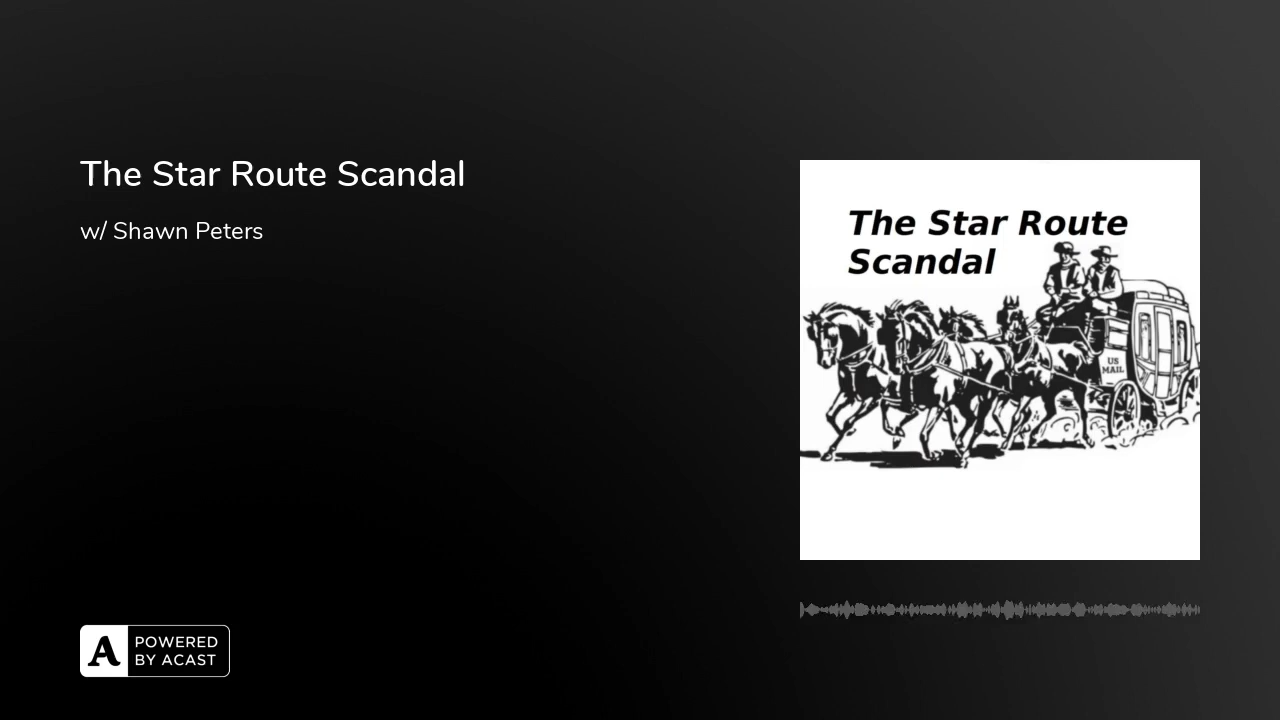 The Star Route Scandal
w/ Shawn Peters
The Star Route
Scandal
US
MAIL
A
POWERED
BY ACAST